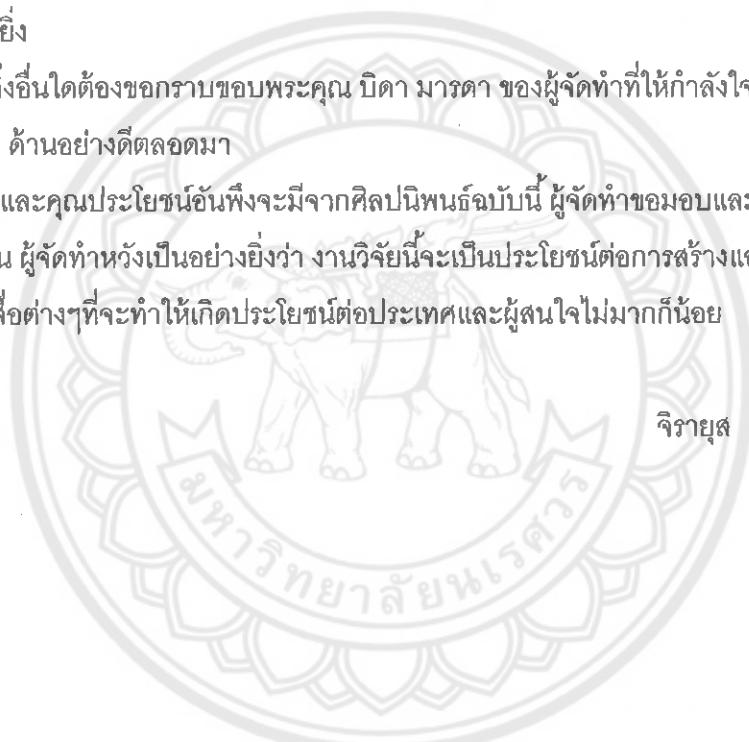 ยิ่ง
ิ่งอื่นใดต้องขอกราบขอบพระคุณ บิดา มารดา ของผู้จัดทำที่ให้กำลังใจ
ด้านอย่างดีตลอดมา
และคุณประโยชน์อันพึงจะมีจากศิลปนิพนธ์ฉบับนี้ ผู้จัดทำขอมอบและ
น ผู้จัดทำหวังเป็นอย่างยิ่งว่า งานวิจัยนี้จะเป็นประโยชน์ต่อการสร้างแ
สื่อต่างๆที่จะทำให้เกิดประโยชน์ต่อประเทศและผู้สนใจไม่มากก็น้อย
จิรายุส
มหาวิทยาลัยนเรศวร